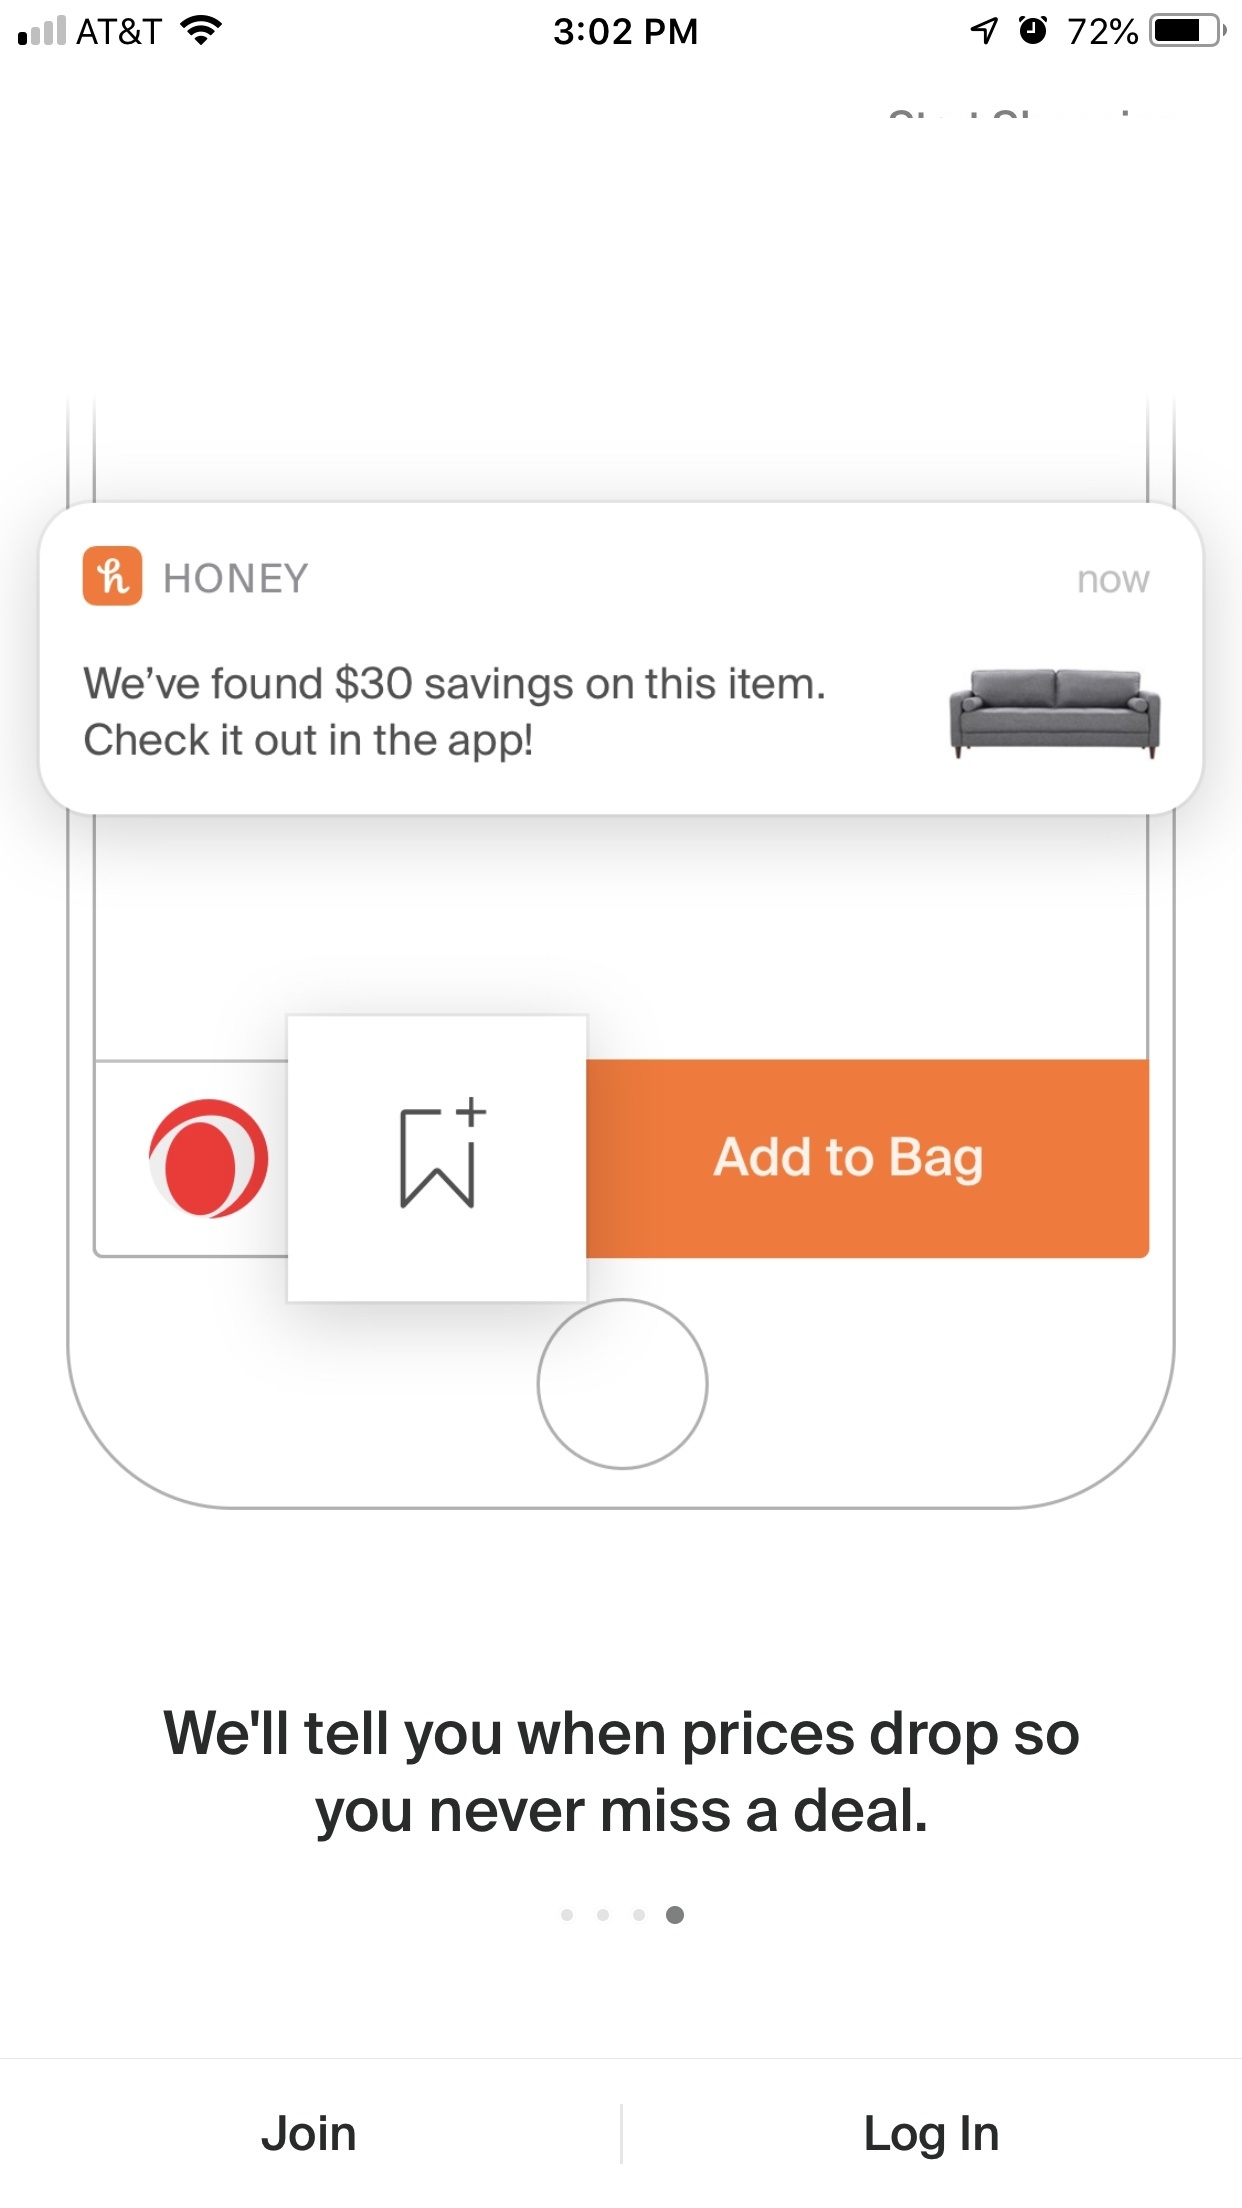 AT&T 3:02 PM 72%
HONEY now
We’ve found $30 savings on this item.
Check it out in the app!
Add to Bag
We'll tell you when prices drop so
you never miss a deal.
Join Log In